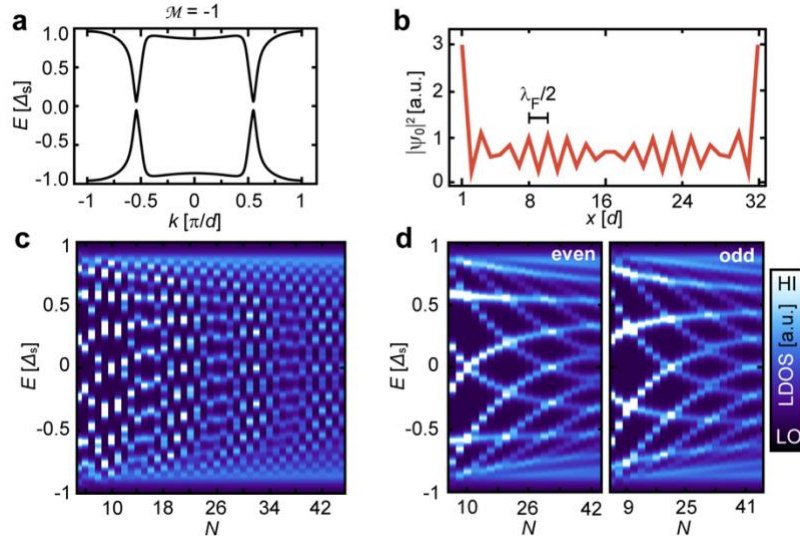 a
ℳ = -1
E [Δs]
1.0
0.5
0.0
-0.5
-1.0
-1 -0.5 0 0.5 1
k [π/d]
b
|ψ0|² [a.u.]
3
2
1
0
λF/2
1 8 16 24 32
x [d]
c
E [Δs]
1
0.5
0
-0.5
-1
10 18 26 34 42
N
d
even odd
E [Δs]
1
0.5
0
-0.5
-1
10 26 42 9 25 41
N N
HI
LDOS [a.u.]
LO